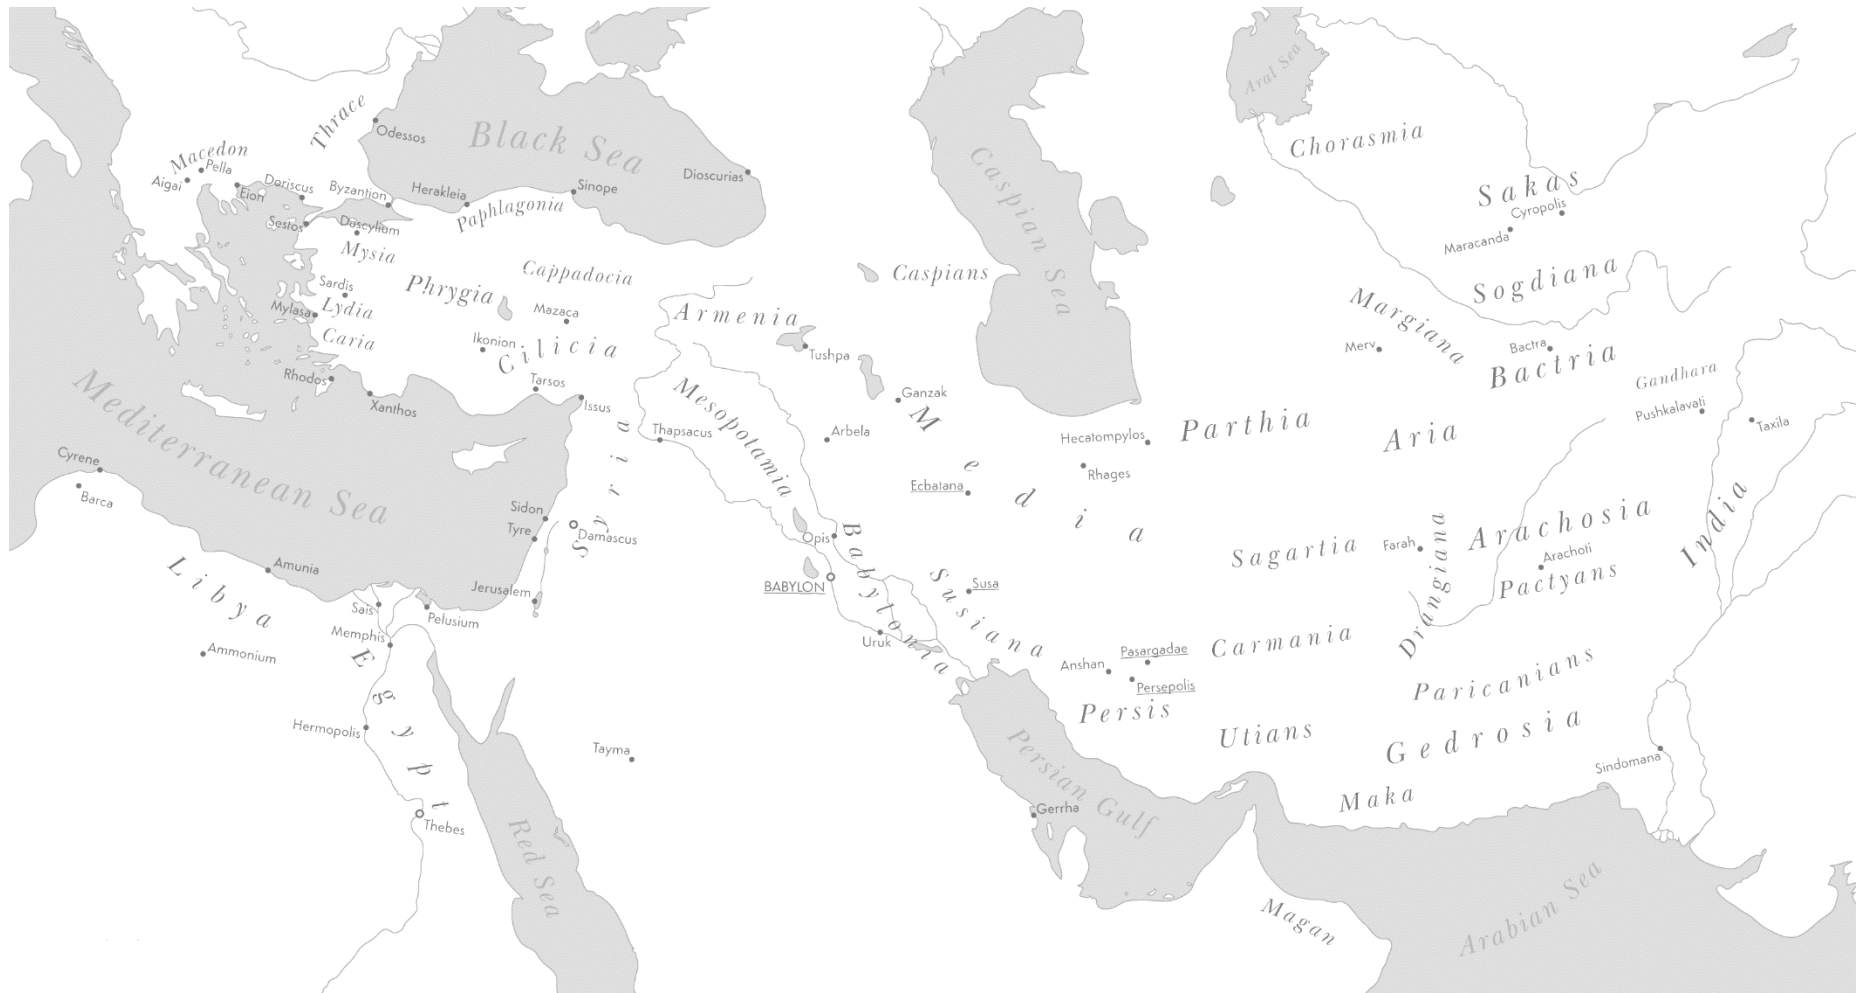 Aral Sea
Thrace
Odessos
Black Sea
Chorasmia
Macedon
Pella
Aigai
Eion
Doriscus
Byzantion
Herakleia
Sinope
Dioscurias
Caspian Sea
Sakas
Cyropolis
Paphlagonia
Sestos
Dascylium
Maracanda
Mysia
Cappadocia
Caspians
Sogdiana
Sardis
Phrygia
Mylasa
Lydia
Mazaca
Armenia
Margiana
Caria
Ikonion
Cilicia
Tushpa
Merv
Bactra
Bactria
Rhodos
Tarsos
Xanthos
Issus
Mesopotamia
Ganzak
Media
Gandhara
Pushkalavati
Taxila
Mediterranean Sea
Syria
Thapsacus
Arbela
Hecatompylos
Parthia
Aria
Cyrene
Barca
Rhages
Ecbatana
Sidon
Tyre
Damascus
Opis
Babylonia
Arachosia
India
Sagartia
Farah
Drangiana
Arachoti
Pactyans
Libya
Amunia
BABYLON
Susiana
Susa
Jerusalem
Sais
Pelusium
Memphis
Uruk
Carmania
Ammonium
Egypt
Anshan
Pasargadae
Persepolis
Persis
Paricanians
Hermopolis
Utians
Gedrosia
Tayma
Persian Gulf
Sindomana
Maka
Gerrha
Thebes
Red Sea
Magan
Arabian Sea